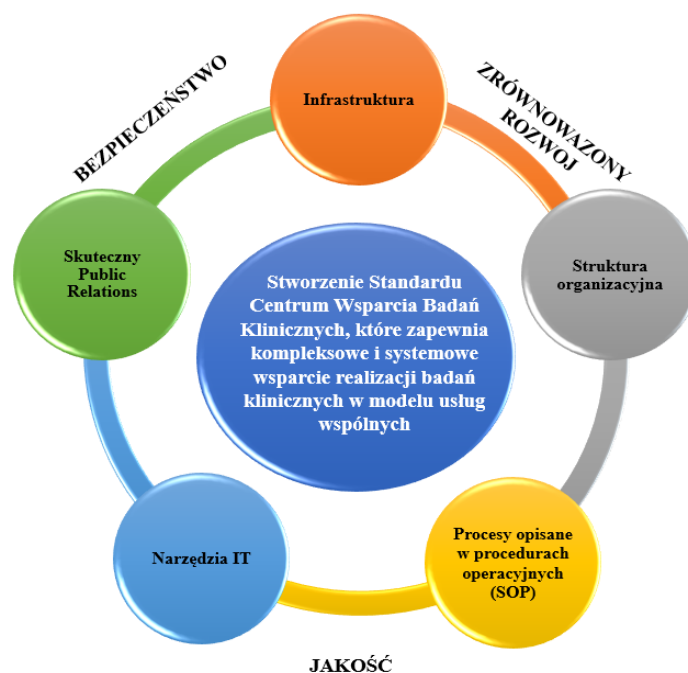 BEZPIECZEŃSTWO
ZRÓWNOWAŻONY
ROZWOJ
Infrastruktura
Skuteczny
Public
Relations
Struktura
organizacyjna
Stworzenie Standardu
Centrum Wsparcia Badań
Klinicznych, które zapewnia
kompleksowe i systemowe
wsparcie realizacji badań
klinicznych w modelu usług
wspólnych
Narzędzia IT
Procesy opisane
w procedurach
operacyjnych
(SOP)
JAKOŚĆ